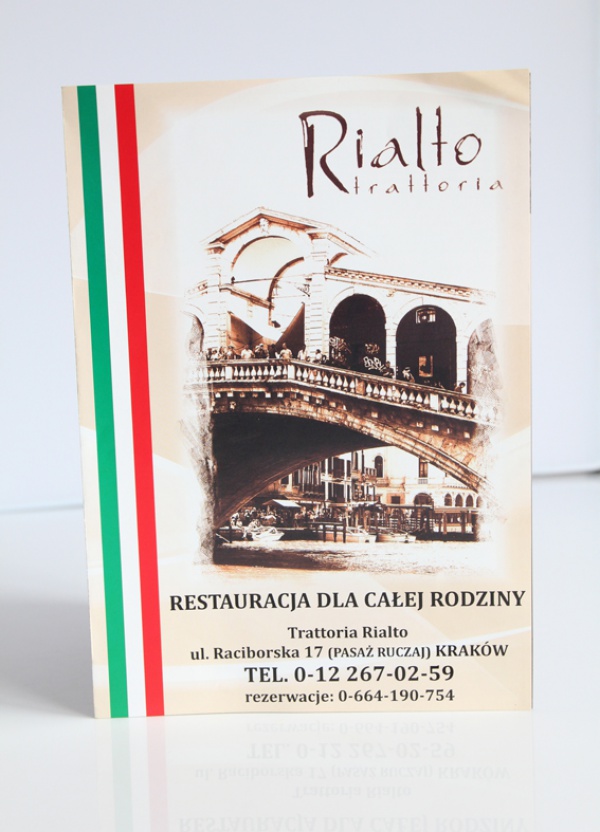 Rialto
trattoria
RESTAURACJA DLA CAŁEJ RODZINY
Trattoria Rialto
ul. Raciborska 17 (PASAŻ RUCZAJ) KRAKÓW
TEL. 0-12 267-02-59
rezerwacje: 0-664-190-754